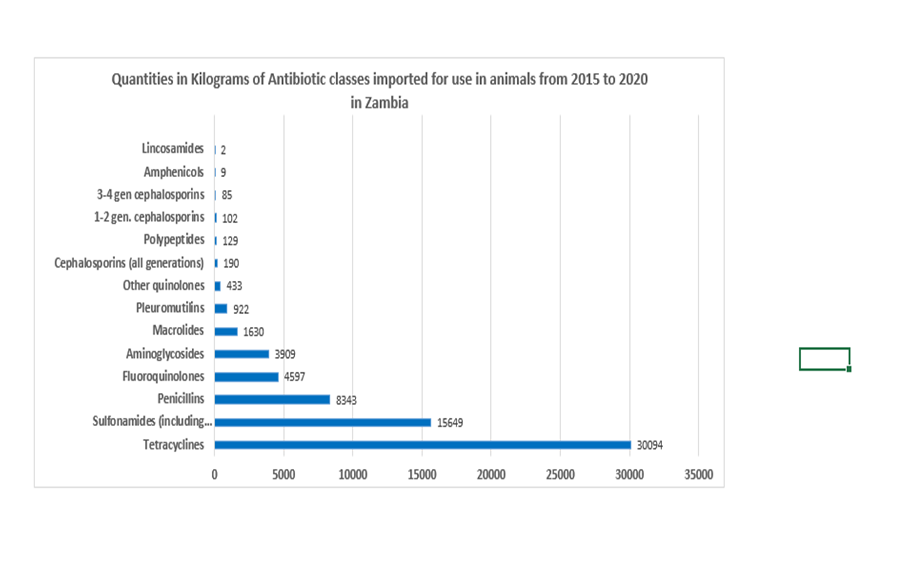 Quantities in Kilograms of Antibiotic classes imported for use in animals from 2015 to 2020
in Zambia
Lincosamides 2
Amphenicols 9
3-4 gen cephalosporins 85
1-2 gen. cephalosporins 102
Polypeptides 129
Cephalosporins (all generations) 190
Other quinolones 433
Pleuromutilins 922
Macrolides 1630
Aminoglycosides 3909
Fluoroquinolones 4597
Penicillins 8343
Sulfonamides (including... 15649
Tetracyclines 30094
0 5000 10000 15000 20000 25000 30000 35000